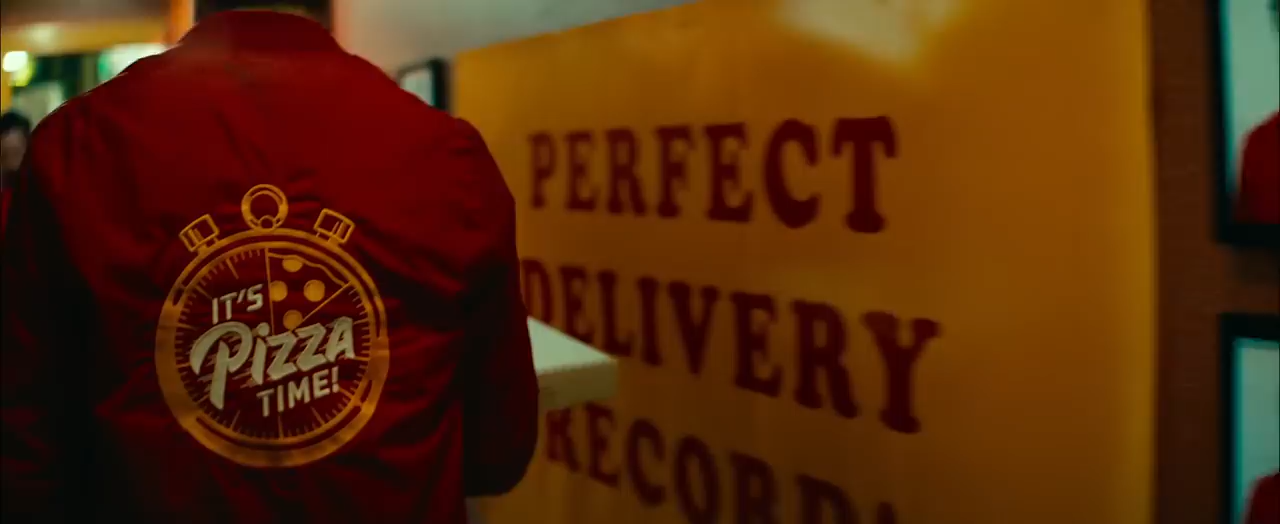 IT'S
Pizza
TIME!
PERFECT
DELIVERY
RECORD!